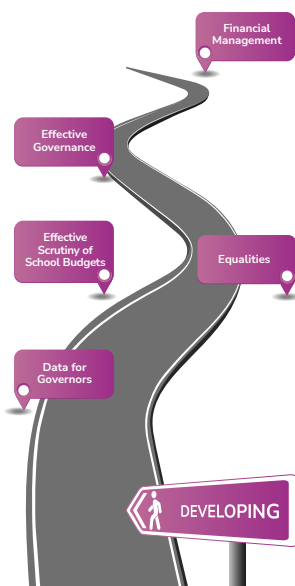 Financial
Management
Effective
Governance
Effective
Scrutiny of
School Budgets
Equalities
Data for
Governors
DEVELOPING